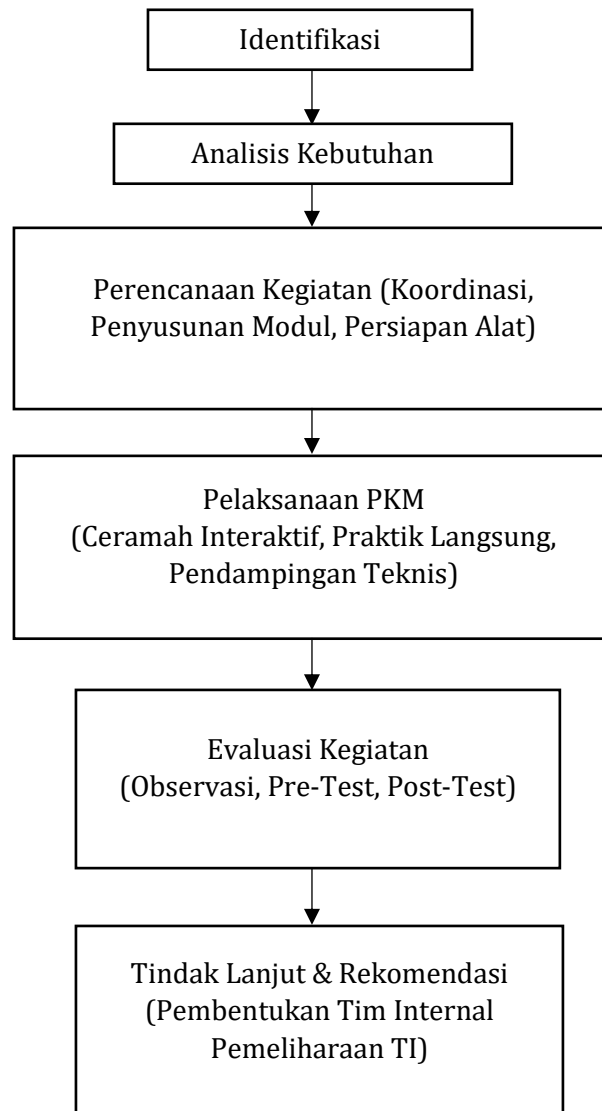 Identifikasi
Analisis Kebutuhan
Perencanaan Kegiatan (Koordinasi,
Penyusunan Modul, Persiapan Alat)
Pelaksanaan PKM
(Ceramah Interaktif, Praktik Langsung,
Pendampingan Teknis)
Evaluasi Kegiatan
(Observasi, Pre-Test, Post-Test)
Tindak Lanjut & Rekomendasi
(Pembentukan Tim Internal
Pemeliharaan TI)